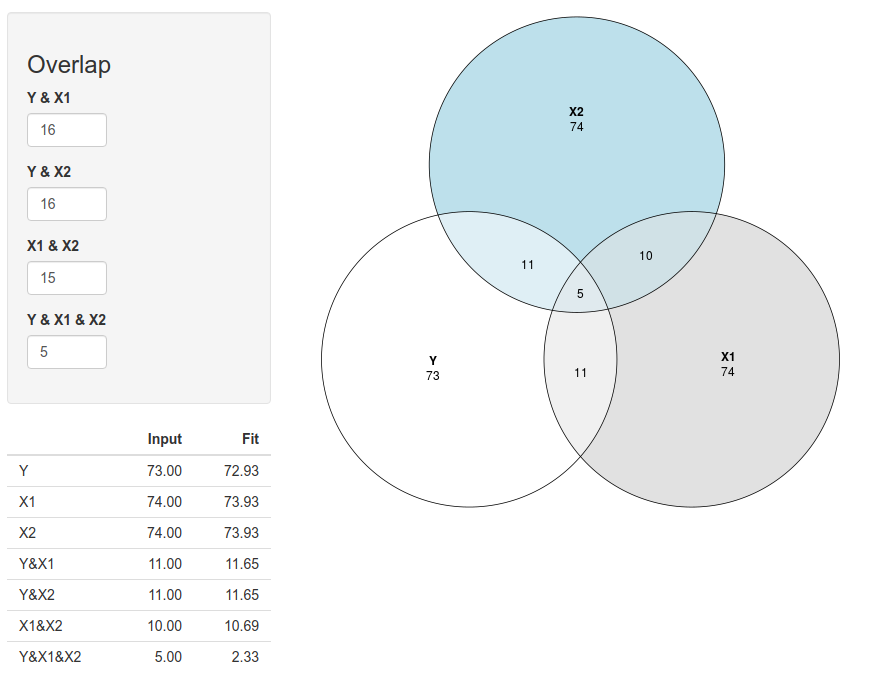 Overlap
Y & X1
16
Y & X2
16
X1 & X2
15
Y & X1 & X2
5
Input Fit
Y 73.00 72.93
X1 74.00 73.93
X2 74.00 73.93
Y&X1 11.00 11.65
Y&X2 11.00 11.65
X1&X2 10.00 10.69
Y&X1&X2 5.00 2.33
X2
74
11
10
5
Y
73
11
X1
74